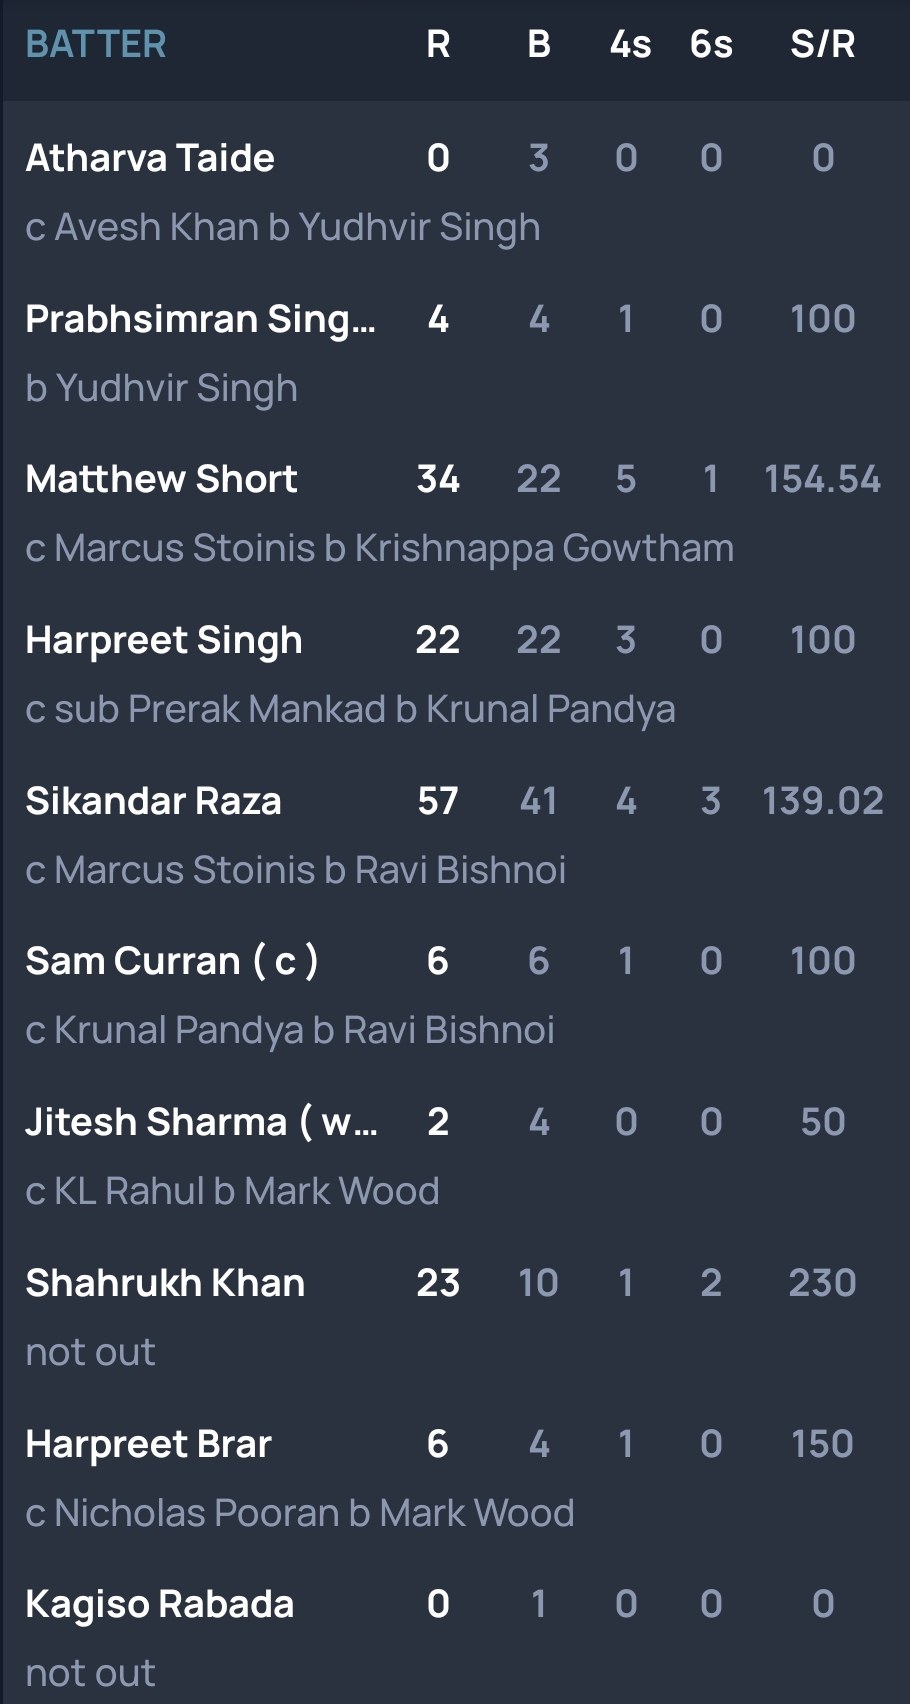 BATTER R B 4s 6s S/R
Atharva Taide 0 3 0 0 0
c Avesh Khan b Yudhvir Singh
Prabhsimran Sing... 4 4 1 0 100
b Yudhvir Singh
Matthew Short 34 22 5 1 154.54
c Marcus Stoinis b Krishnappa Gowtham
Harpreet Singh 22 22 3 0 100
c sub Prerak Mankad b Krunal Pandya
Sikandar Raza 57 41 4 3 139.02
c Marcus Stoinis b Ravi Bishnoi
Sam Curran ( c ) 6 6 1 0 100
c Krunal Pandya b Ravi Bishnoi
Jitesh Sharma ( w... 2 4 0 0 50
c KL Rahul b Mark Wood
Shahrukh Khan 23 10 1 2 230
not out
Harpreet Brar 6 4 1 0 150
c Nicholas Pooran b Mark Wood
Kagiso Rabada 0 1 0 0 0
not out